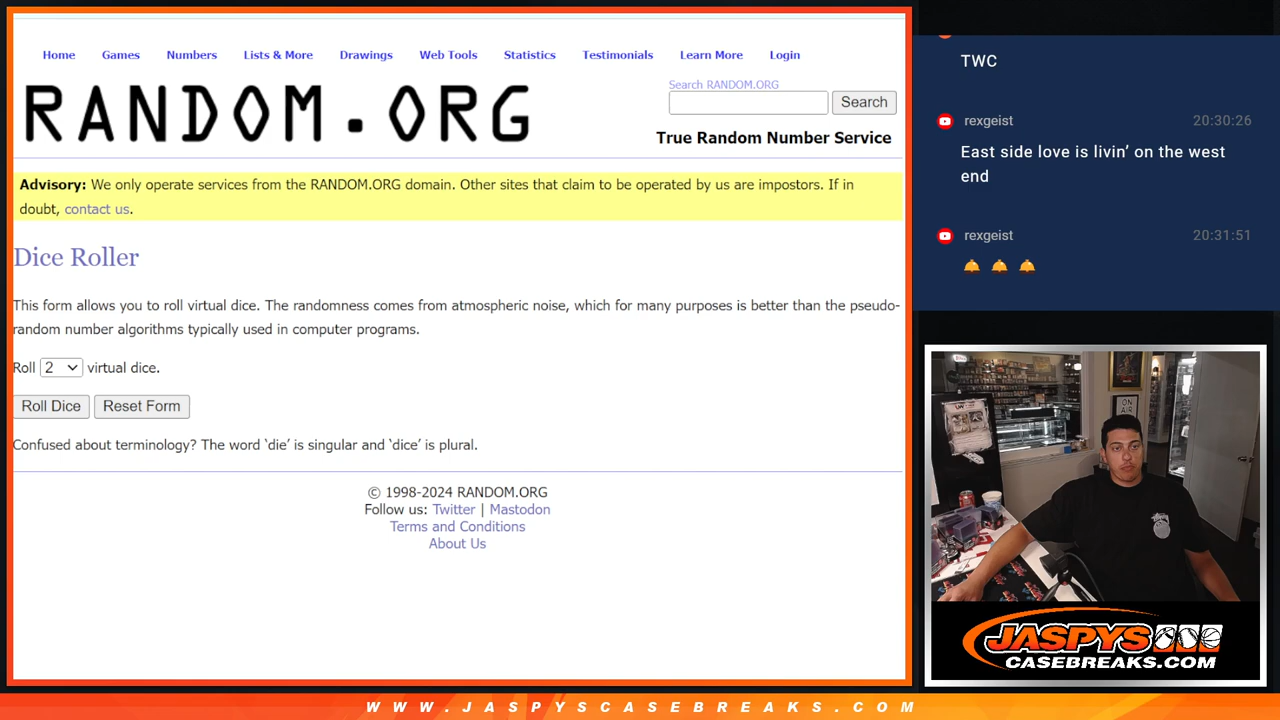 Home Games Numbers Lists & More Drawings Web Tools Statistics Testimonials Learn More Login
RANDOM.ORG
Search RANDOM.ORG
Search
True Random Number Service
Advisory: We only operate services from the RANDOM.ORG domain. Other sites that claim to be operated by us are impostors. If in
doubt, contact us.
Dice Roller
This form allows you to roll virtual dice. The randomness comes from atmospheric noise, which for many purposes is better than the pseudo-
random number algorithms typically used in computer programs.
Roll 2 virtual dice.
Roll Dice Reset Form
Confused about terminology? The word ‘die’ is singular and ‘dice’ is plural.
© 1998-2024 RANDOM.ORG
Follow us: Twitter | Mastodon
Terms and Conditions
About Us
TWC
rexgeist 20:30:26
East side love is livin’ on the west
end
rexgeist 20:31:51
ON
AIR
JASPYS
CASEBREAKS.COM
WWW.JASPYSCASEBREAKS.COM